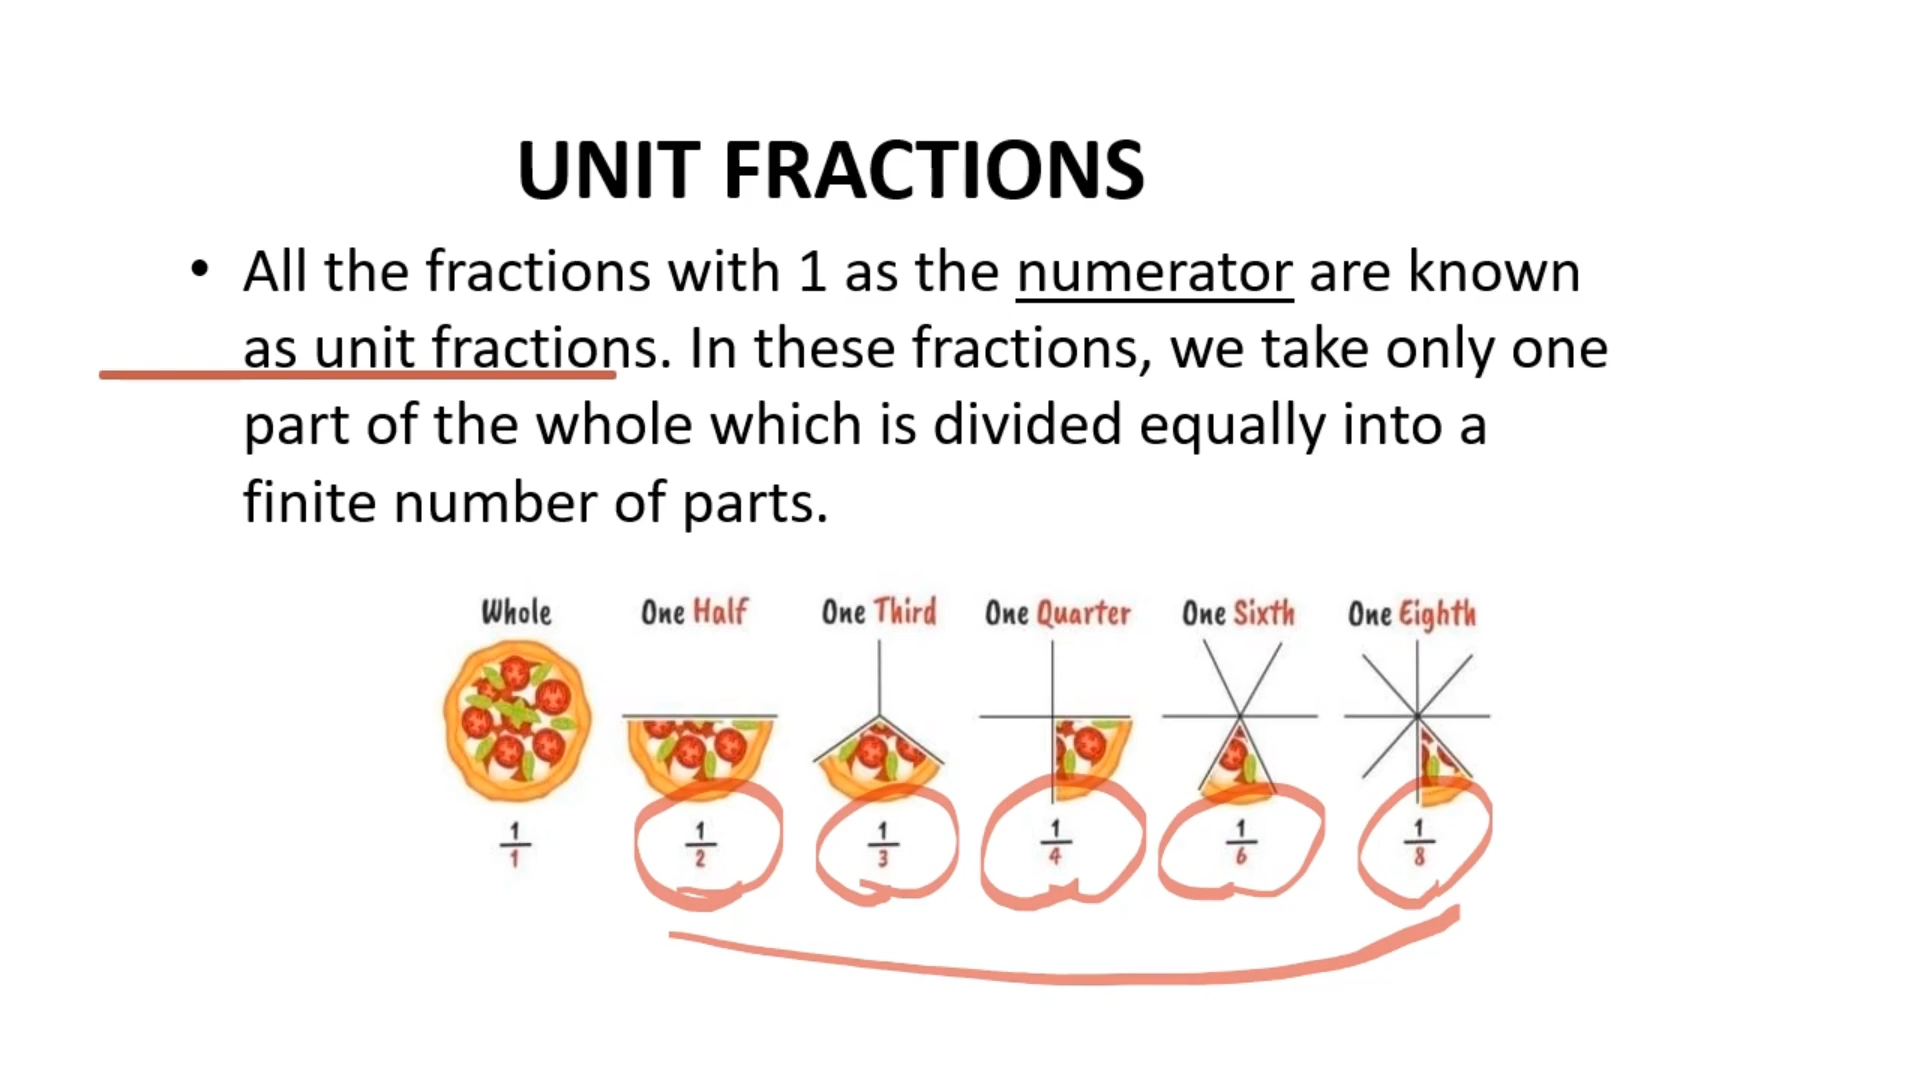 UNIT FRACTIONS
• All the fractions with 1 as the numerator are known
as unit fractions. In these fractions, we take only one
part of the whole which is divided equally into a
finite number of parts.
Whole One Half One Third One Quarter One Sixth One Eighth
1/1 1/2 1/3 1/4 1/6 1/8